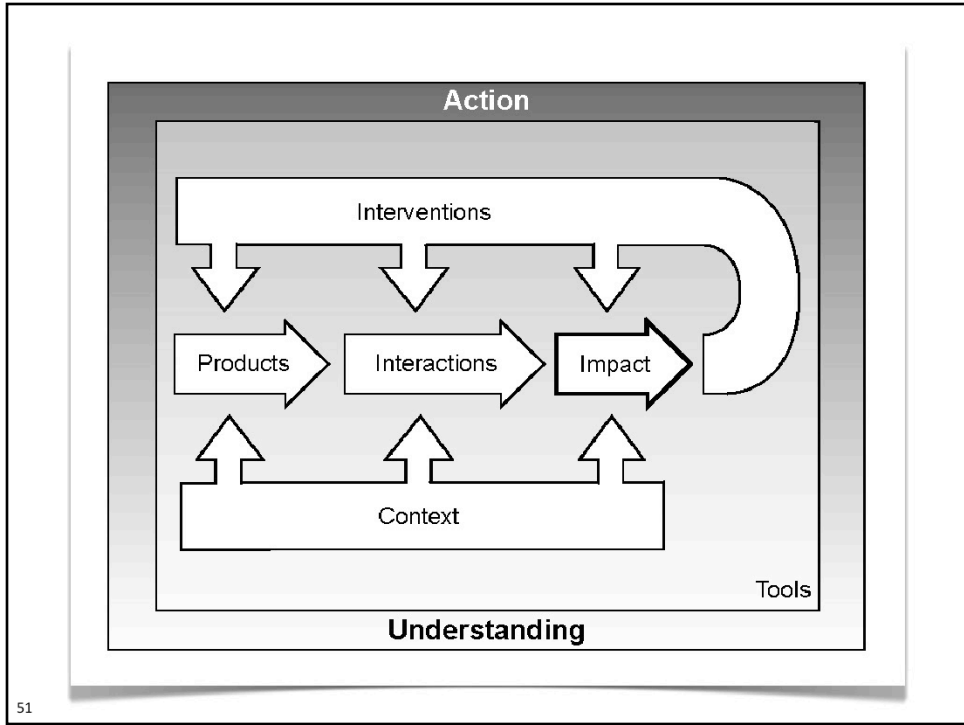 Action
Interventions
Products
Interactions
Impact
Context
Tools
Understanding
51